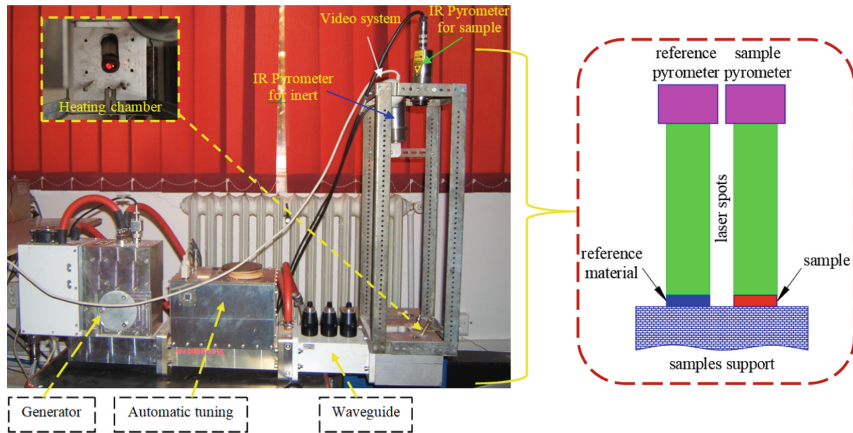 Video system
IR Pyrometer
for sample
IR Pyrometer
for inert
Heating chamber
Generator
Automatic tuning
Waveguide
reference
pyrometer
sample
pyrometer
laser spots
reference
material
sample
samples support